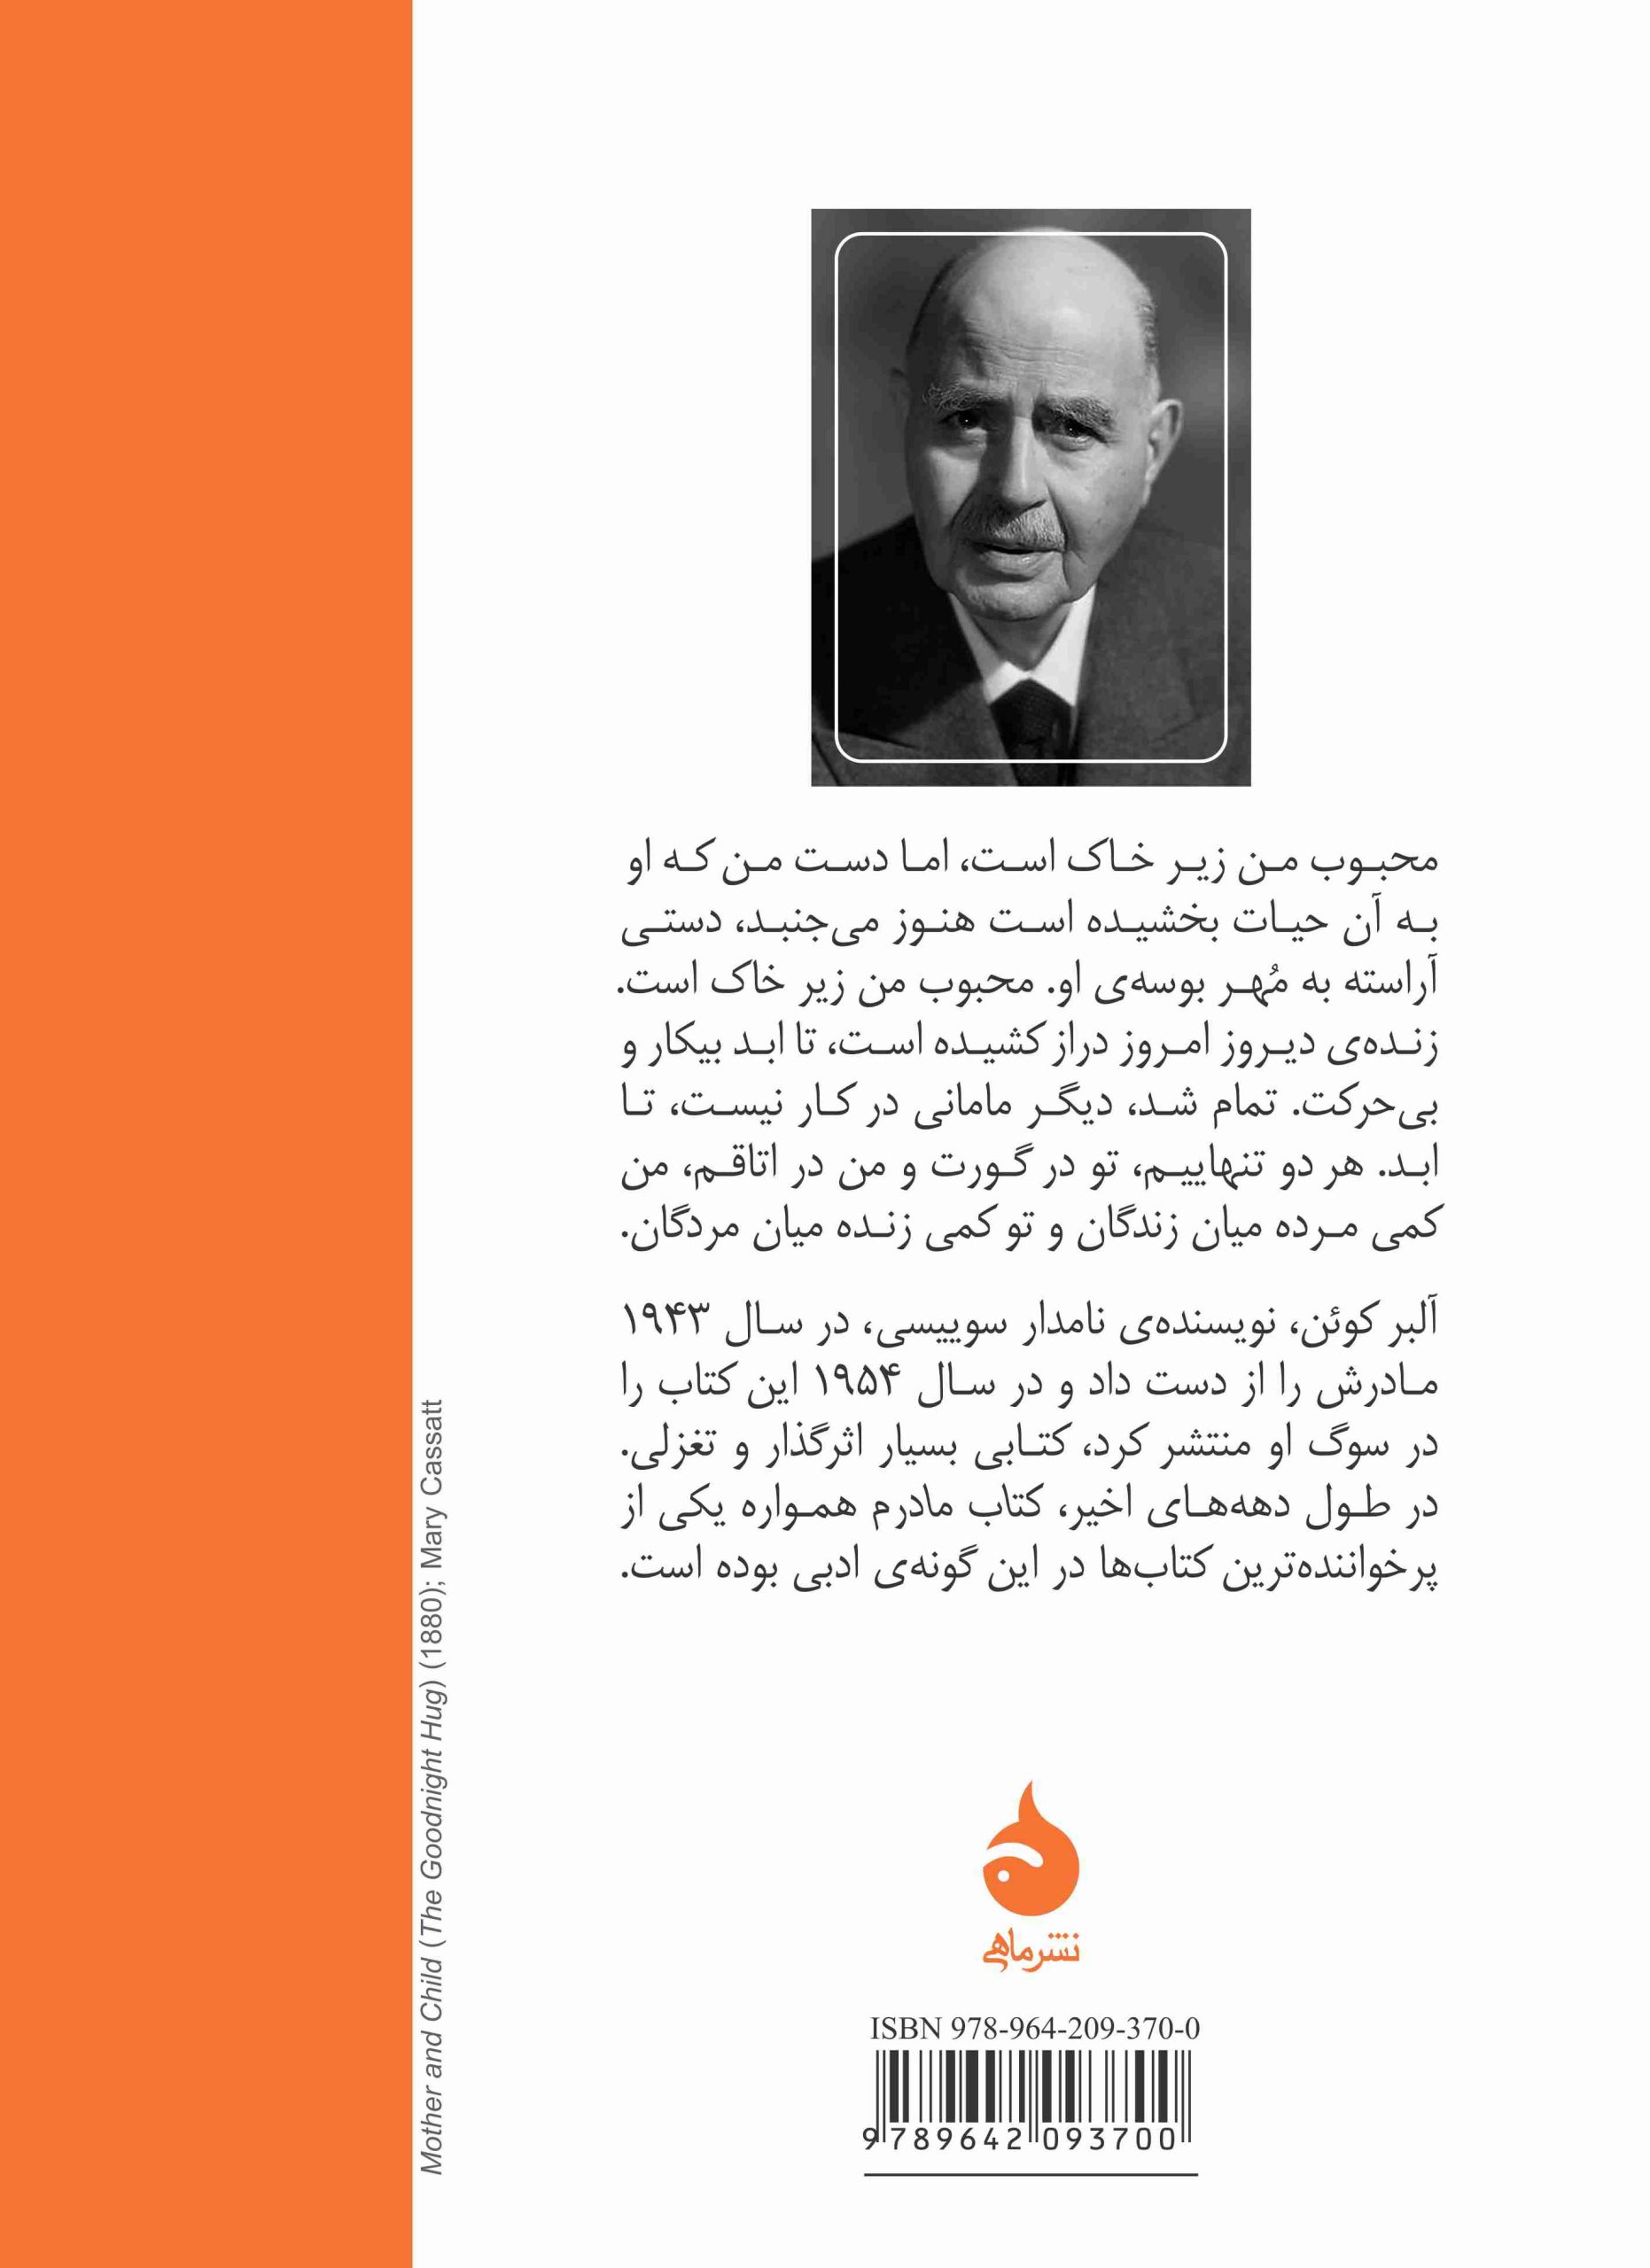 محبوب من زیر خاک است، اما دست من که او
به آن حیات بخشیده است هنوز می‌جنبد، دستی
آراسته به مُهر بوسه‌ی او. محبوب من زیر خاک است.
زنده‌ی دیروز امروز دراز کشیده است، تا ابد بیکار و
بی‌حرکت. تمام شد، دیگر مامانی در کار نیست، تا
ابد. هر دو تنهاییم، تو در گورت و من در اتاقم، من
کمی مرده میان زندگان و تو کمی زنده میان مردگان.
آلبر کوئن، نویسنده‌ی نامدار سوییسی، در سال ۱۹۴۳
مادرش را از دست داد و در سال ۱۹۵۴ این کتاب را
در سوگ او منتشر کرد، کتابی بسیار اثرگذار و تغزلی.
در طول دهه‌های اخیر، کتاب مادرم همواره یکی از
پرخواننده‌ترین کتاب‌ها در این گونه‌ی ادبی بوده است.
Mother and Child (The Goodnight Hug) (1880); Mary Cassatt
نشر ماهی
ISBN 978-964-209-370-0
9 789642 093700